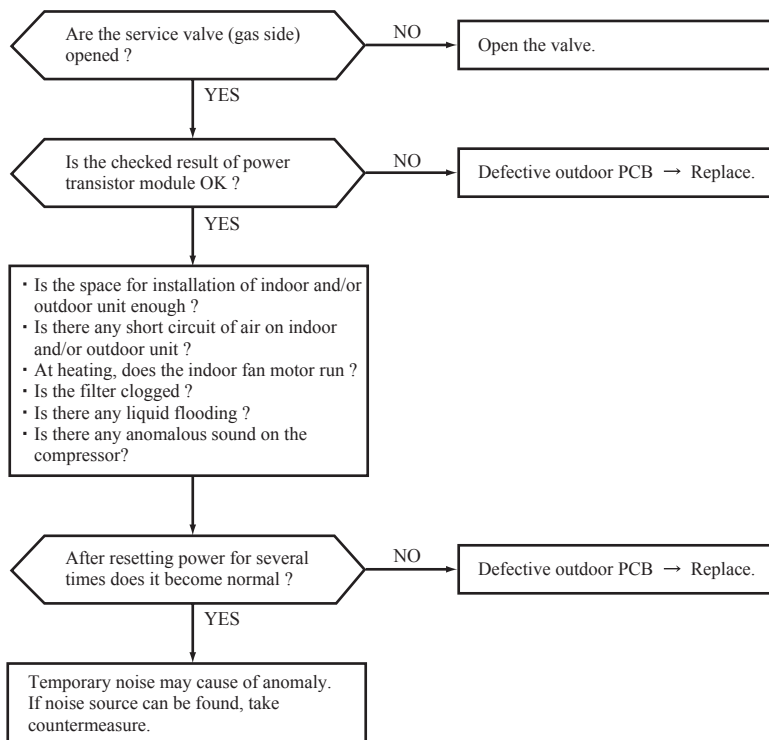 Are the service valve (gas side)
opened ?
NO
Open the valve.
YES
Is the checked result of power
transistor module OK ?
NO
Defective outdoor PCB → Replace.
YES
・Is the space for installation of indoor and/or
outdoor unit enough ?
・Is there any short circuit of air on indoor
and/or outdoor unit ?
・At heating, does the indoor fan motor run ?
・Is the filter clogged ?
・Is there any liquid flooding ?
・Is there any anomalous sound on the
compressor?
After resetting power for several
times does it become normal ?
NO
Defective outdoor PCB → Replace.
YES
Temporary noise may cause of anomaly.
If noise source can be found, take
countermeasure.